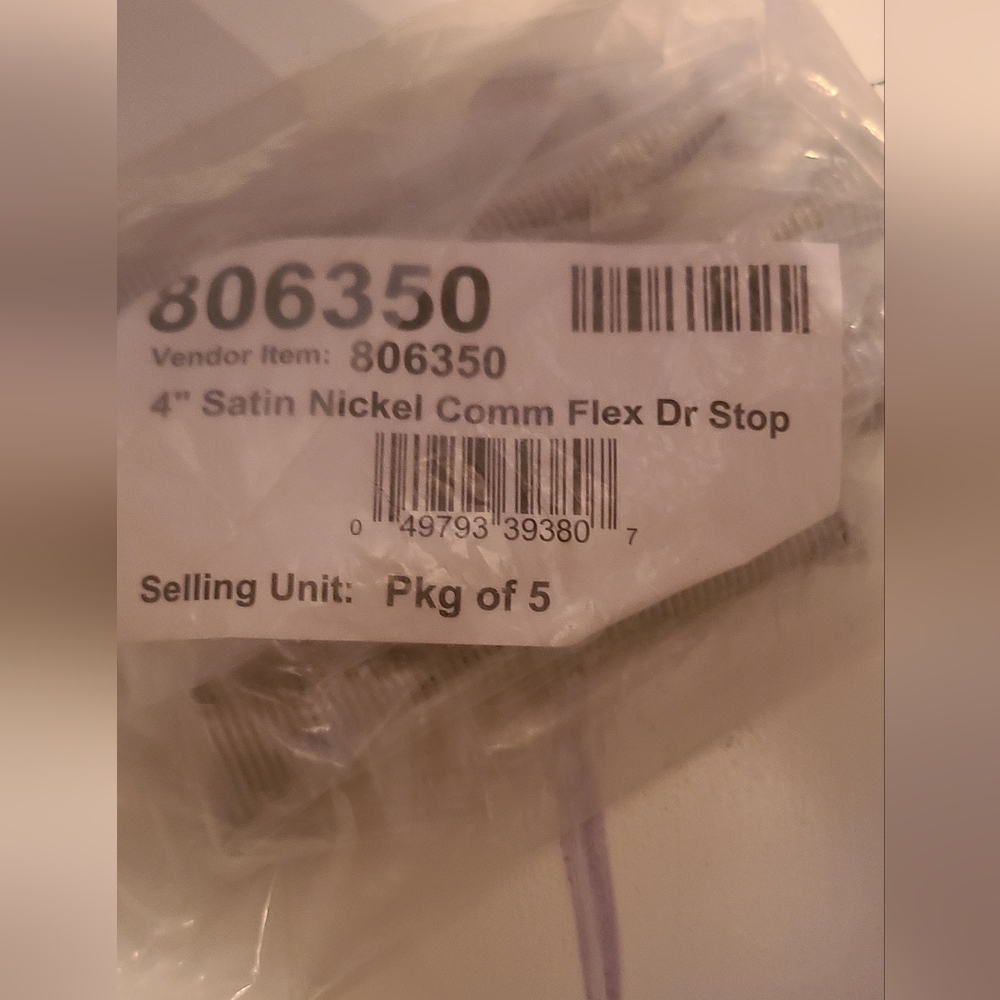 806350
Vendor Item: 806350
4" Satin Nickel Comm Flex Dr Stop
0 49793 39380 7
Selling Unit: Pkg of 5